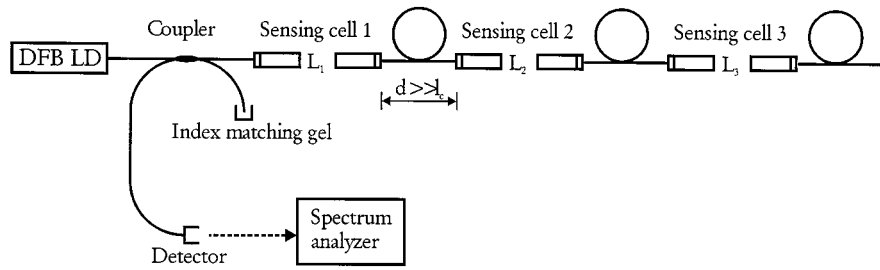 Coupler
Sensing cell 1
Sensing cell 2
Sensing cell 3
DFB LD
L₁
L₂
L₃
d>>l_c
Index matching gel
Spectrum
analyzer
Detector